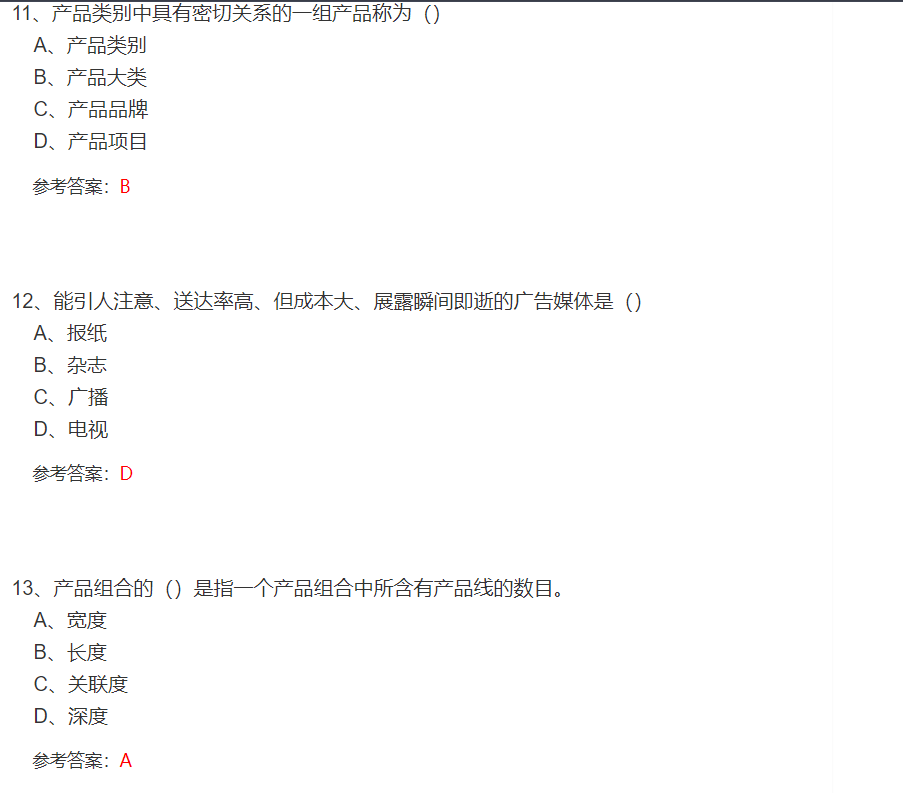 11、产品类别中具有密切关系的一组产品称为（）
A、产品类别
B、产品大类
C、产品品牌
D、产品项目
参考答案：B
12、能引人注意、送达率高、但成本大、展露瞬间即逝的广告媒体是（）
A、报纸
B、杂志
C、广播
D、电视
参考答案：D
13、产品组合的（）是指一个产品组合中所含有产品线的数目。
A、宽度
B、长度
C、关联度
D、深度
参考答案：A